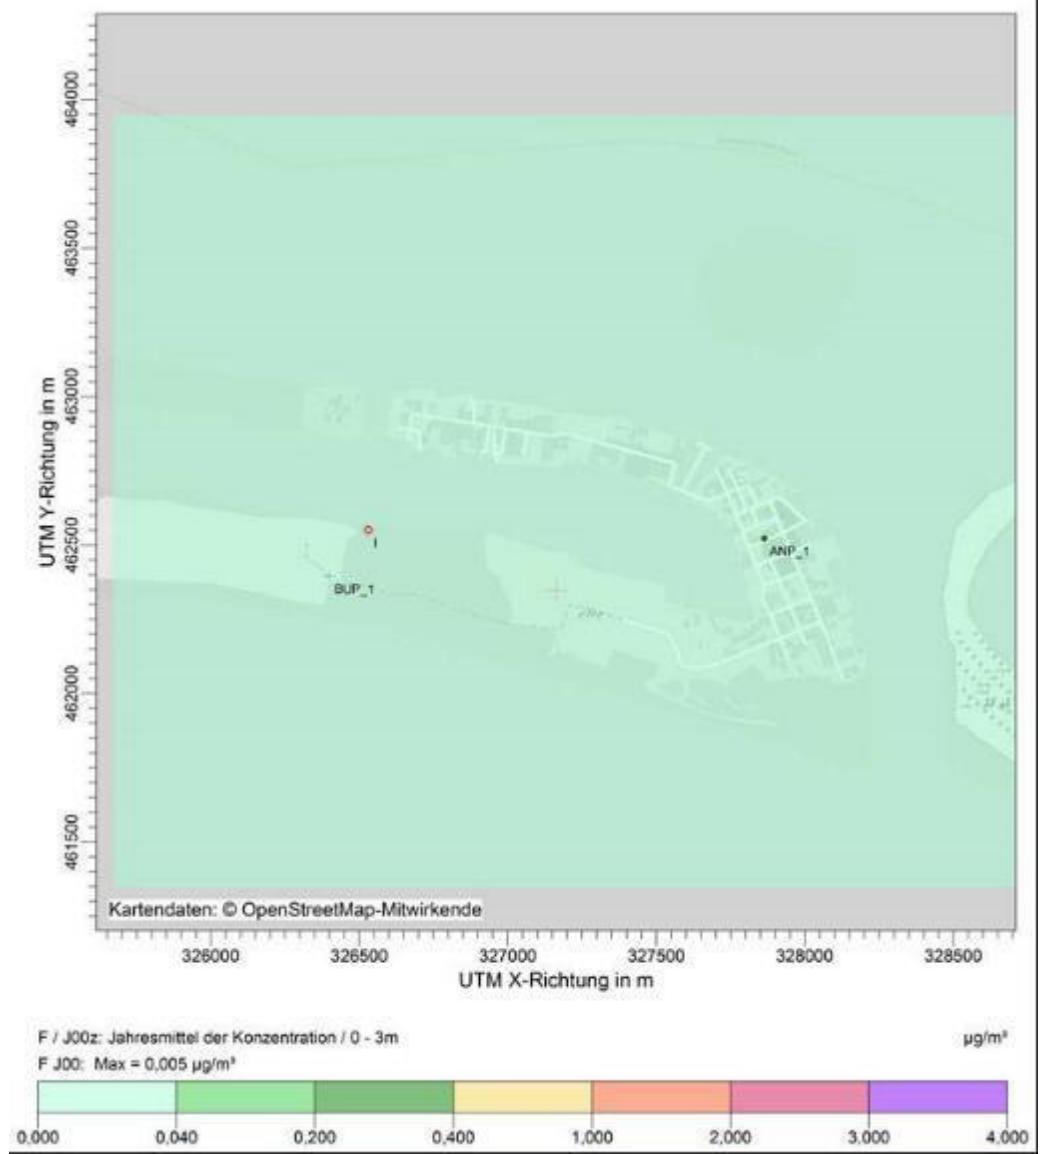 464000
463500
463000
462500
462000
461500
UTM Y-Richtung in m
I
BUP_1
ANP_1
Kartendaten: © OpenStreetMap-Mitwirkende
326000 326500 327000 327500 328000 328500
UTM X-Richtung in m
F / J00z: Jahresmittel der Konzentration / 0 - 3m µg/m³
F J00: Max = 0,005 µg/m³
0,000 0,040 0,200 0,400 1,000 2,000 3,000 4,000